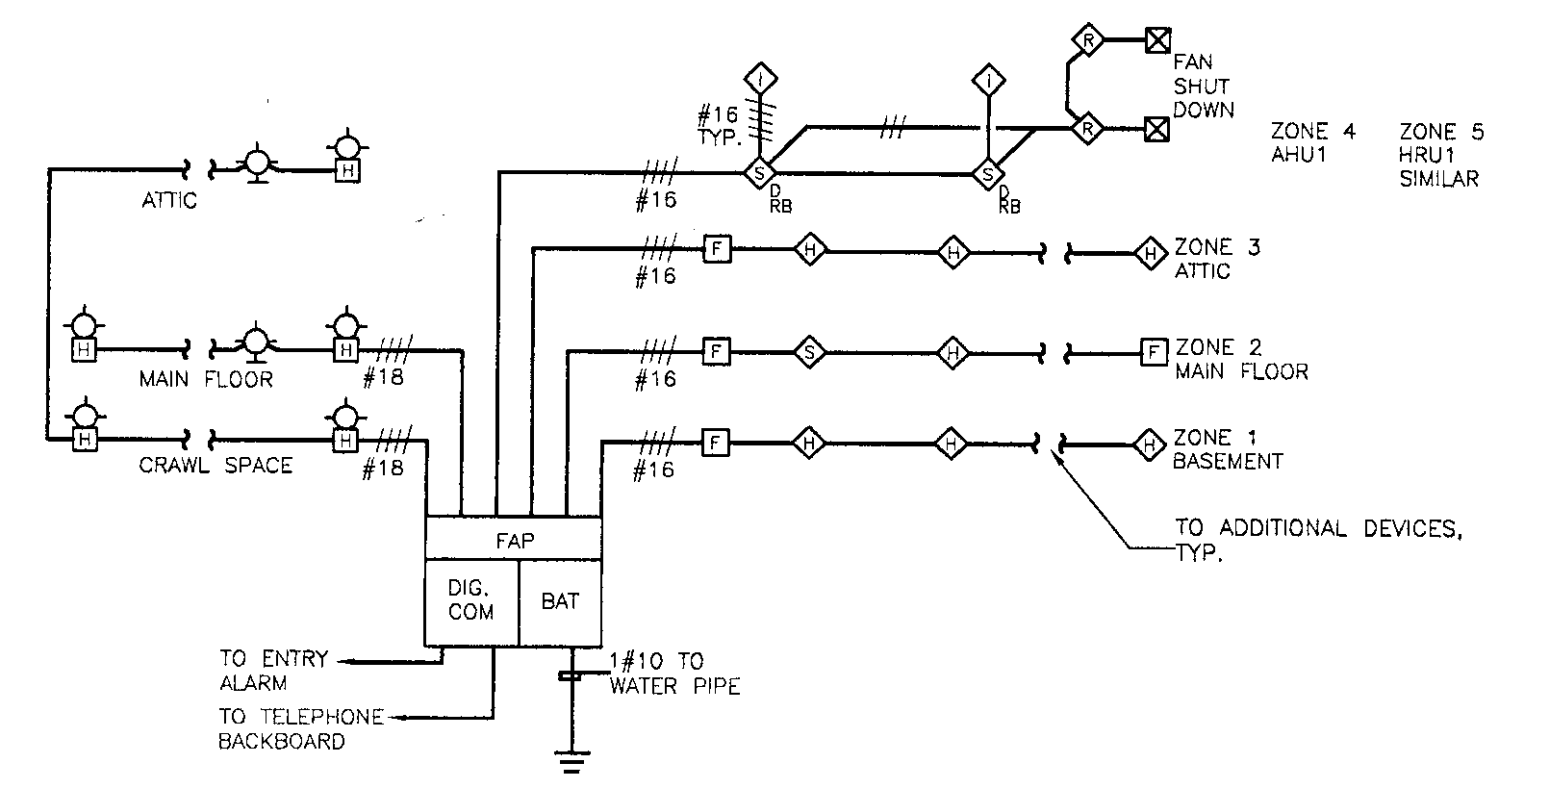 R
FAN
SHUT
DOWN
I
I
#16
TYP.
R
ZONE 4
AHU1
ZONE 5
HRU1
SIMILAR
H
ATTIC
#16
S
D
RB
S
D
RB
#16
F
H
H
H
ZONE 3
ATTIC
H
H
MAIN FLOOR
#18
#16
F
S
H
F
ZONE 2
MAIN FLOOR
H
H
CRAWL SPACE
#18
#16
F
H
H
H
ZONE 1
BASEMENT
TO ADDITIONAL DEVICES,
TYP.
FAP
DIG.
COM
BAT
TO ENTRY
ALARM
1#10 TO
WATER PIPE
TO TELEPHONE
BACKBOARD